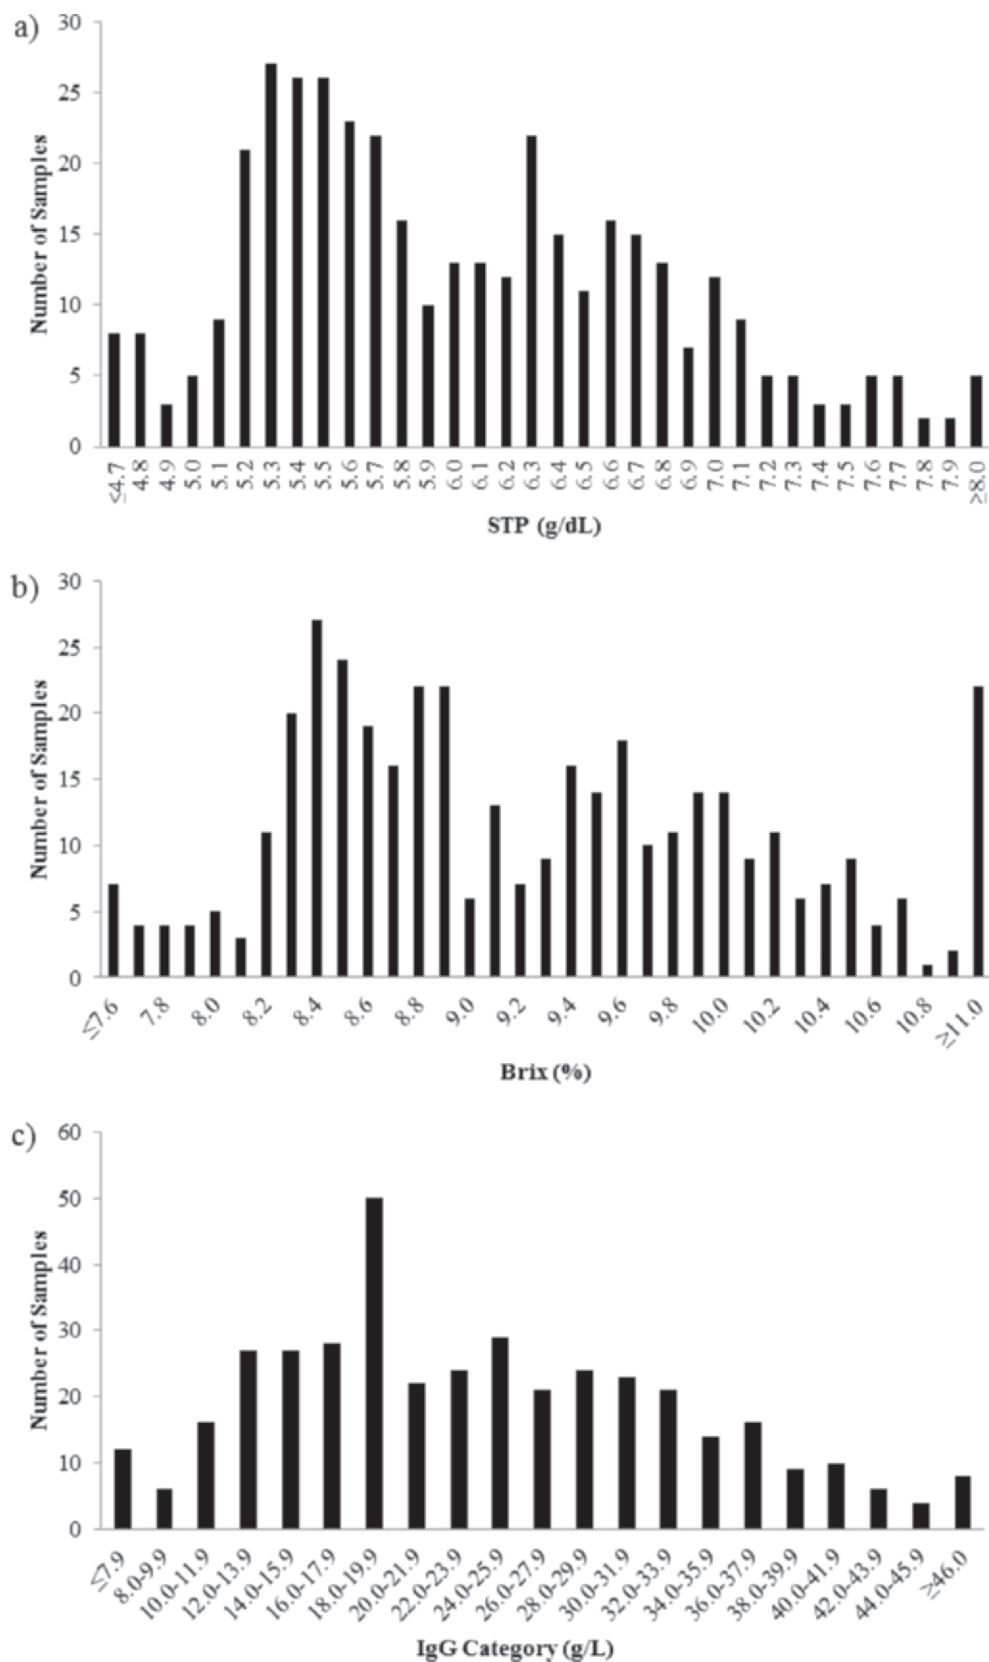 a)
30
25
20
15
10
5
0
Number of Samples
≤4.7 4.8 4.9 5.0 5.1 5.2 5.3 5.4 5.5 5.6 5.7 5.8 5.9 6.0 6.1 6.2 6.3 6.4 6.5 6.6 6.7 6.8 6.9 7.0 7.1 7.2 7.3 7.4 7.5 7.6 7.7 7.8 7.9 ≥8.0
STP (g/dL)
b)
30
25
20
15
10
5
0
Number of Samples
≤7.6 7.8 8.0 8.2 8.4 8.6 8.8 9.0 9.2 9.4 9.6 9.8 10.0 10.2 10.4 10.6 10.8 ≥11.0
Brix (%)
c)
60
50
40
30
20
10
0
Number of Samples
≤7.9 8.0-9.9 10.0-11.9 12.0-13.9 14.0-15.9 16.0-17.9 18.0-19.9 20.0-21.9 22.0-23.9 24.0-25.9 26.0-27.9 28.0-29.9 30.0-31.9 32.0-33.9 34.0-35.9 36.0-37.9 38.0-39.9 40.0-41.9 42.0-43.9 44.0-45.9 ≥46.0
IgG Category (g/L)